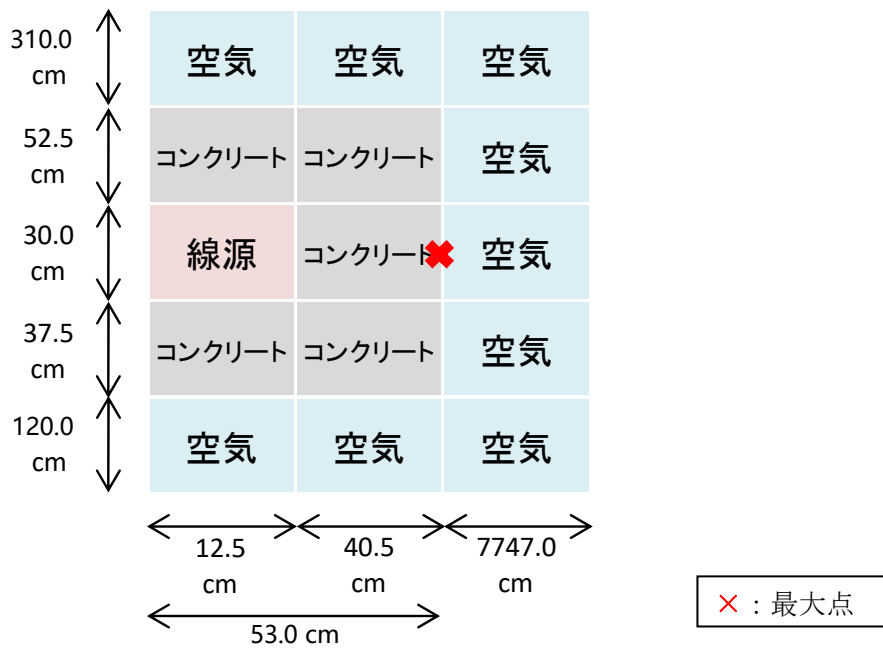 310.0
cm
空気 空気 空気
52.5
cm
コンクリート コンクリート 空気
30.0
cm
線源 コンクリート 空気
37.5
cm
コンクリート コンクリート 空気
120.0
cm
空気 空気 空気
12.5
cm
40.5
cm
7747.0
cm
53.0 cm
×：最大点